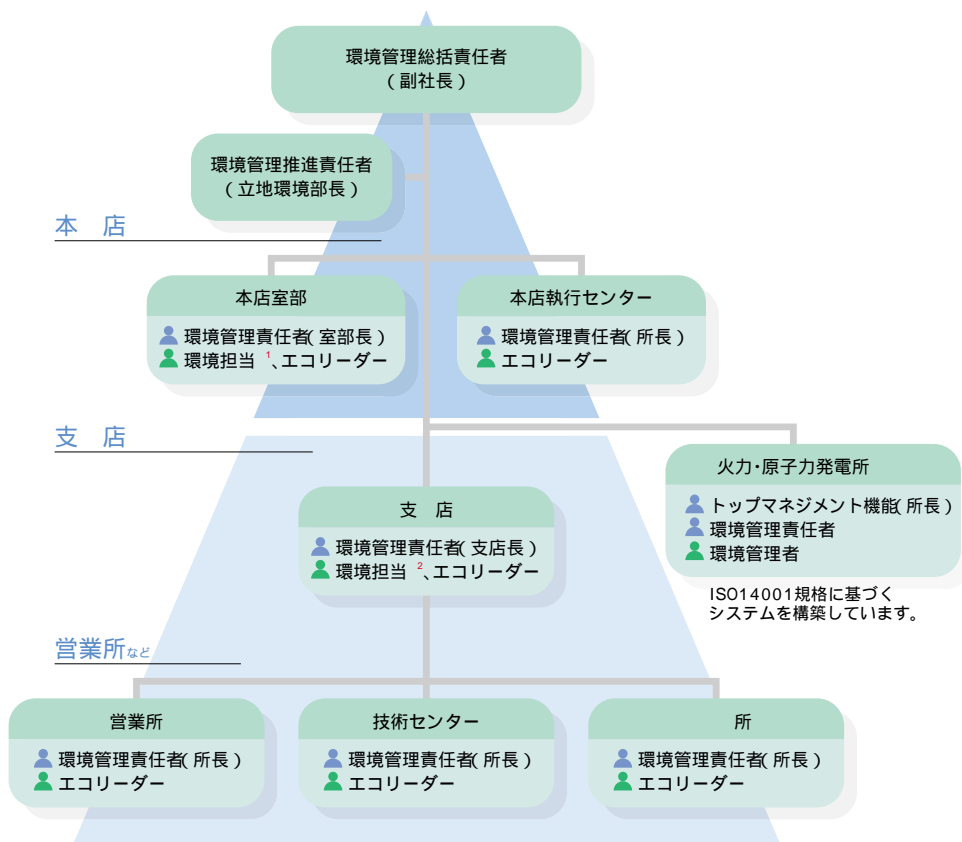 環境管理総括責任者
(副社長)
環境管理推進責任者
(立地環境部長)
本 店
本店室部
環境管理責任者(室部長)
環境担当 1、エコリーダー
本店執行センター
環境管理責任者(所長)
エコリーダー
支 店
火力・原子力発電所
トップマネジメント機能(所長)
環境管理責任者
環境管理者
ISO14001規格に基づく
システムを構築しています。
支 店
環境管理責任者(支店長)
環境担当 2、エコリーダー
営業所など
営業所
環境管理責任者(所長)
エコリーダー
技術センター
環境管理責任者(所長)
エコリーダー
所
環境管理責任者(所長)
エコリーダー